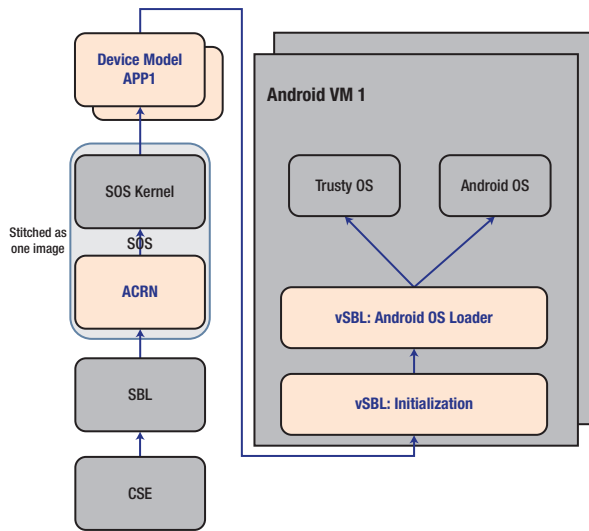 Device Model
APP1
SOS Kernel
Stitched as
one image
SOS
ACRN
SBL
CSE
Android VM 1
Trusty OS
Android OS
vSBL: Android OS Loader
vSBL: Initialization